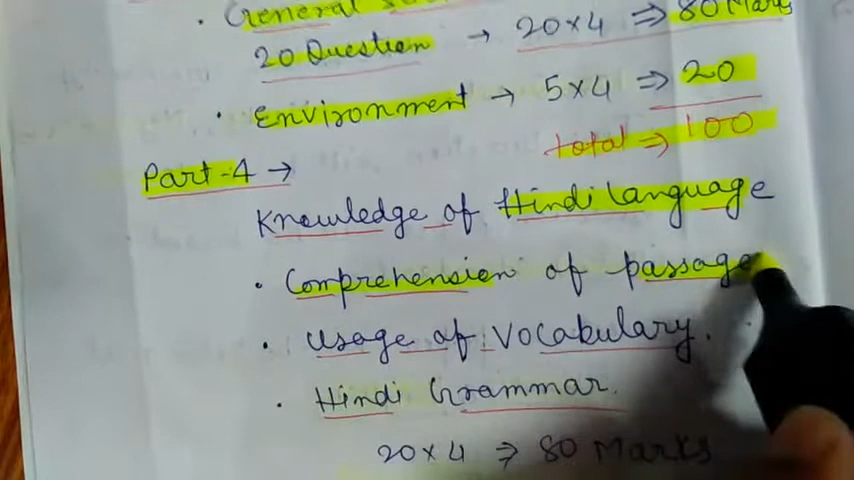 • General
20 Question → 20×4 ⇒ 80 Marks
• Environment → 5×4 ⇒ 20
total ⇒ 100
Part-4 →
Knowledge of Hindi language
• Comprehension of passage
• Usage of Vocabulary.
• Hindi Grammar.
20×4 ⇒ 80 Marks